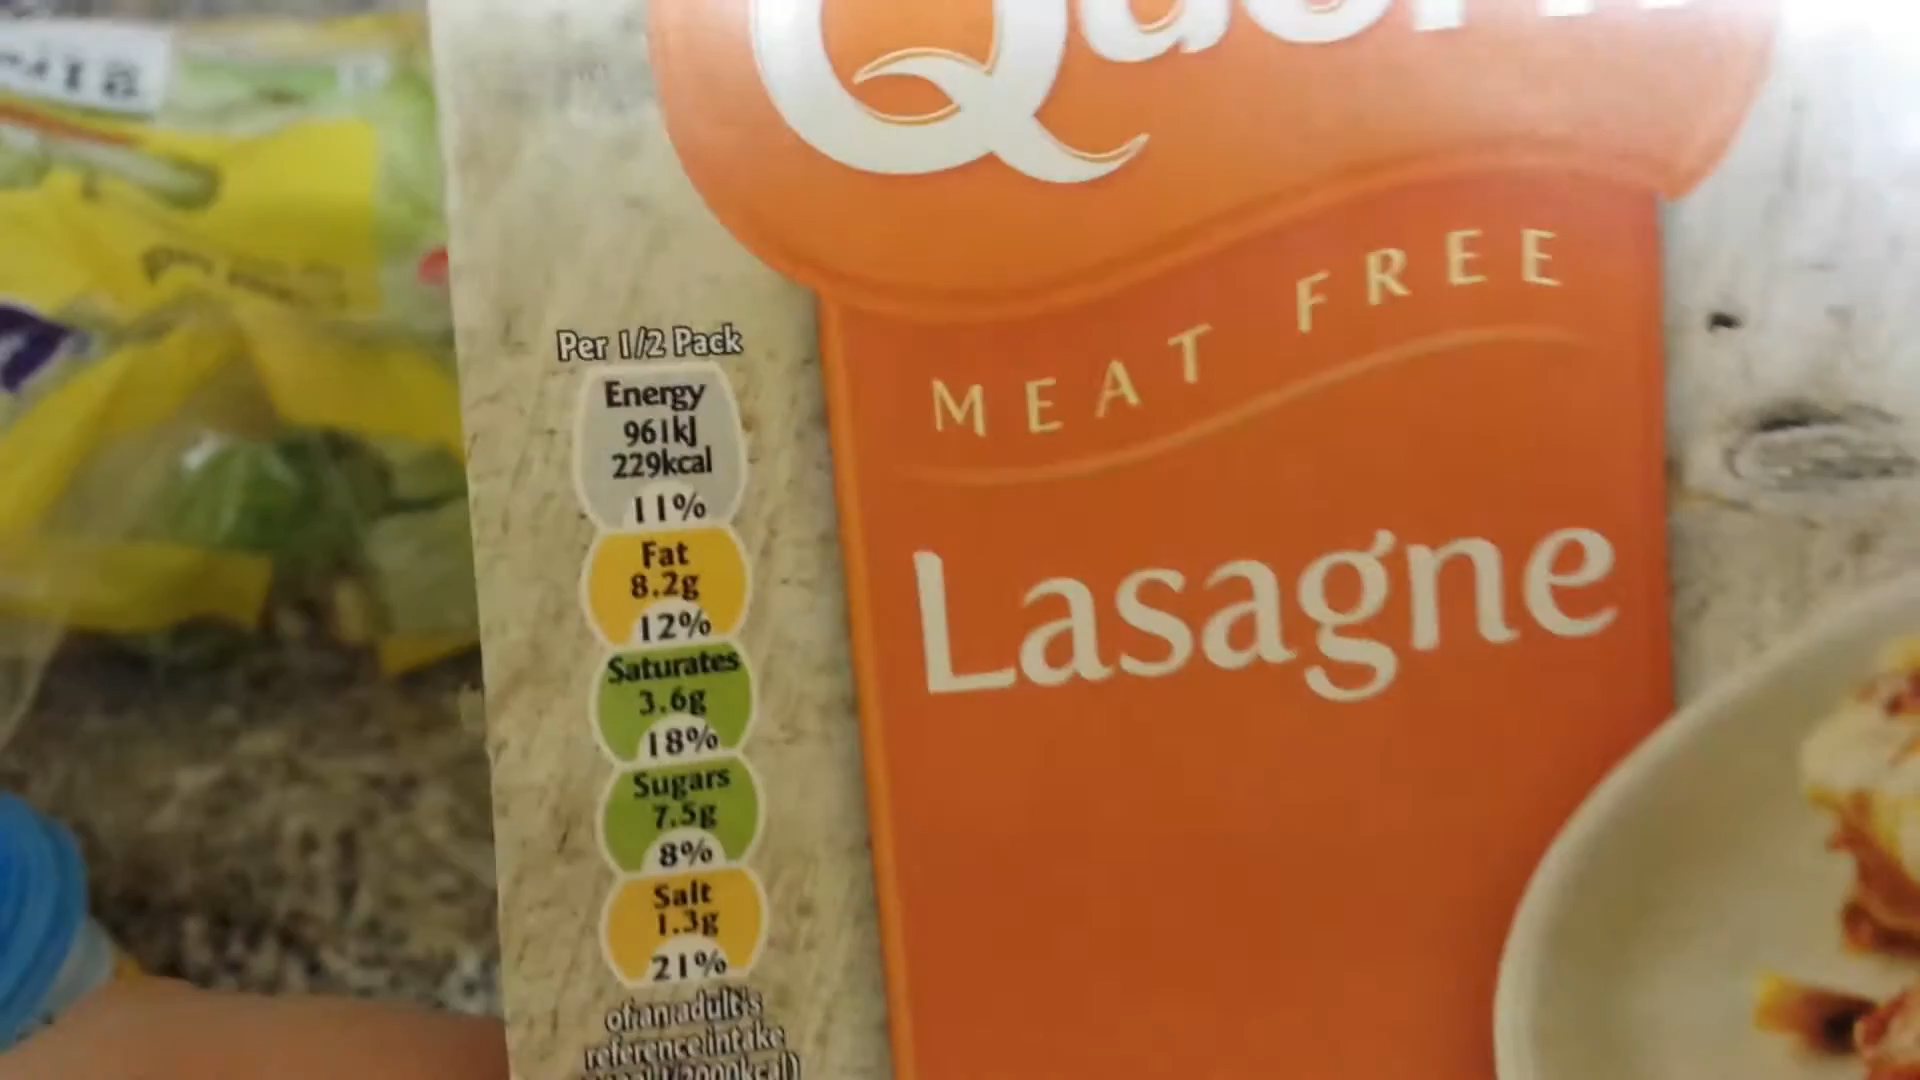 Quorn
MEAT FREE
Lasagne
Per 1/2 Pack
Energy
961kJ
229kcal
11%
Fat
8.2g
12%
Saturates
3.6g
18%
Sugars
7.5g
8%
Salt
1.3g
21%
of an adult's
reference intake